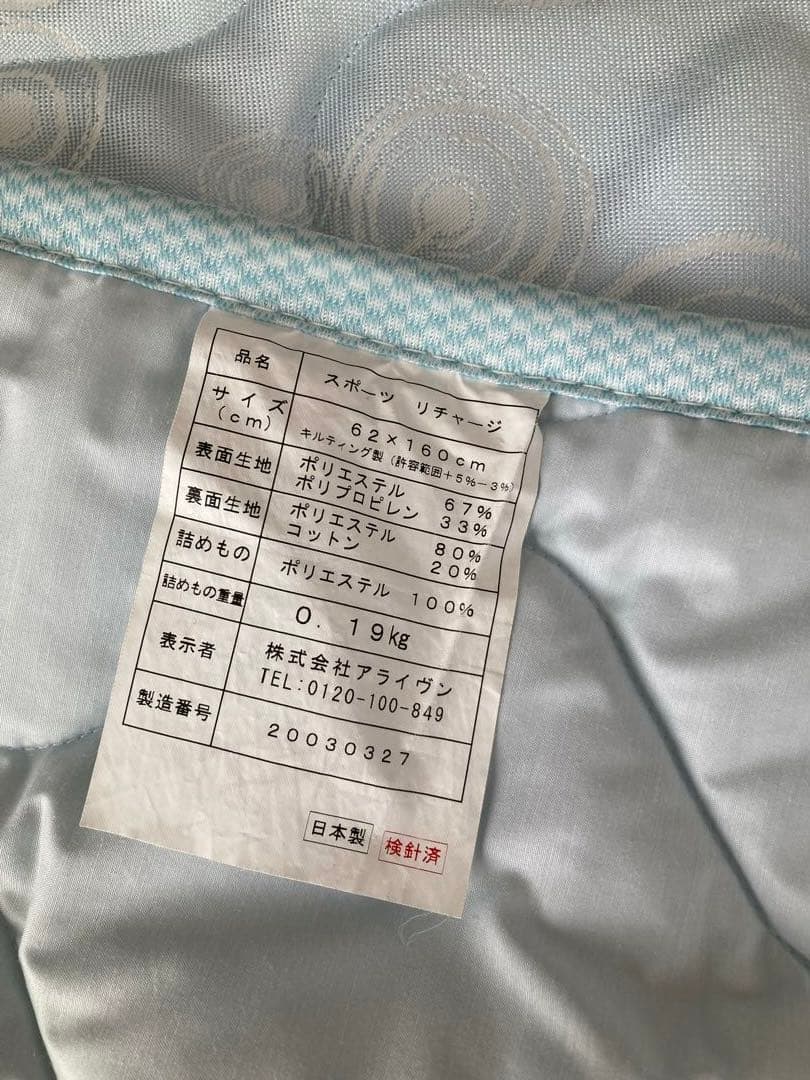 品名 スポーツ リチャージ
サイズ
(cm)
62×160cm
キルティング製(許容範囲+5%-3%)
表面生地
ポリエステル 67%
ポリプロピレン 33%
裏面生地
ポリエステル 80%
コットン 20%
詰めもの ポリエステル 100%
詰めもの重量 0.19kg
表示者
株式会社アライヴン
TEL:0120-100-849
製造番号 20030327
日本製 検針済